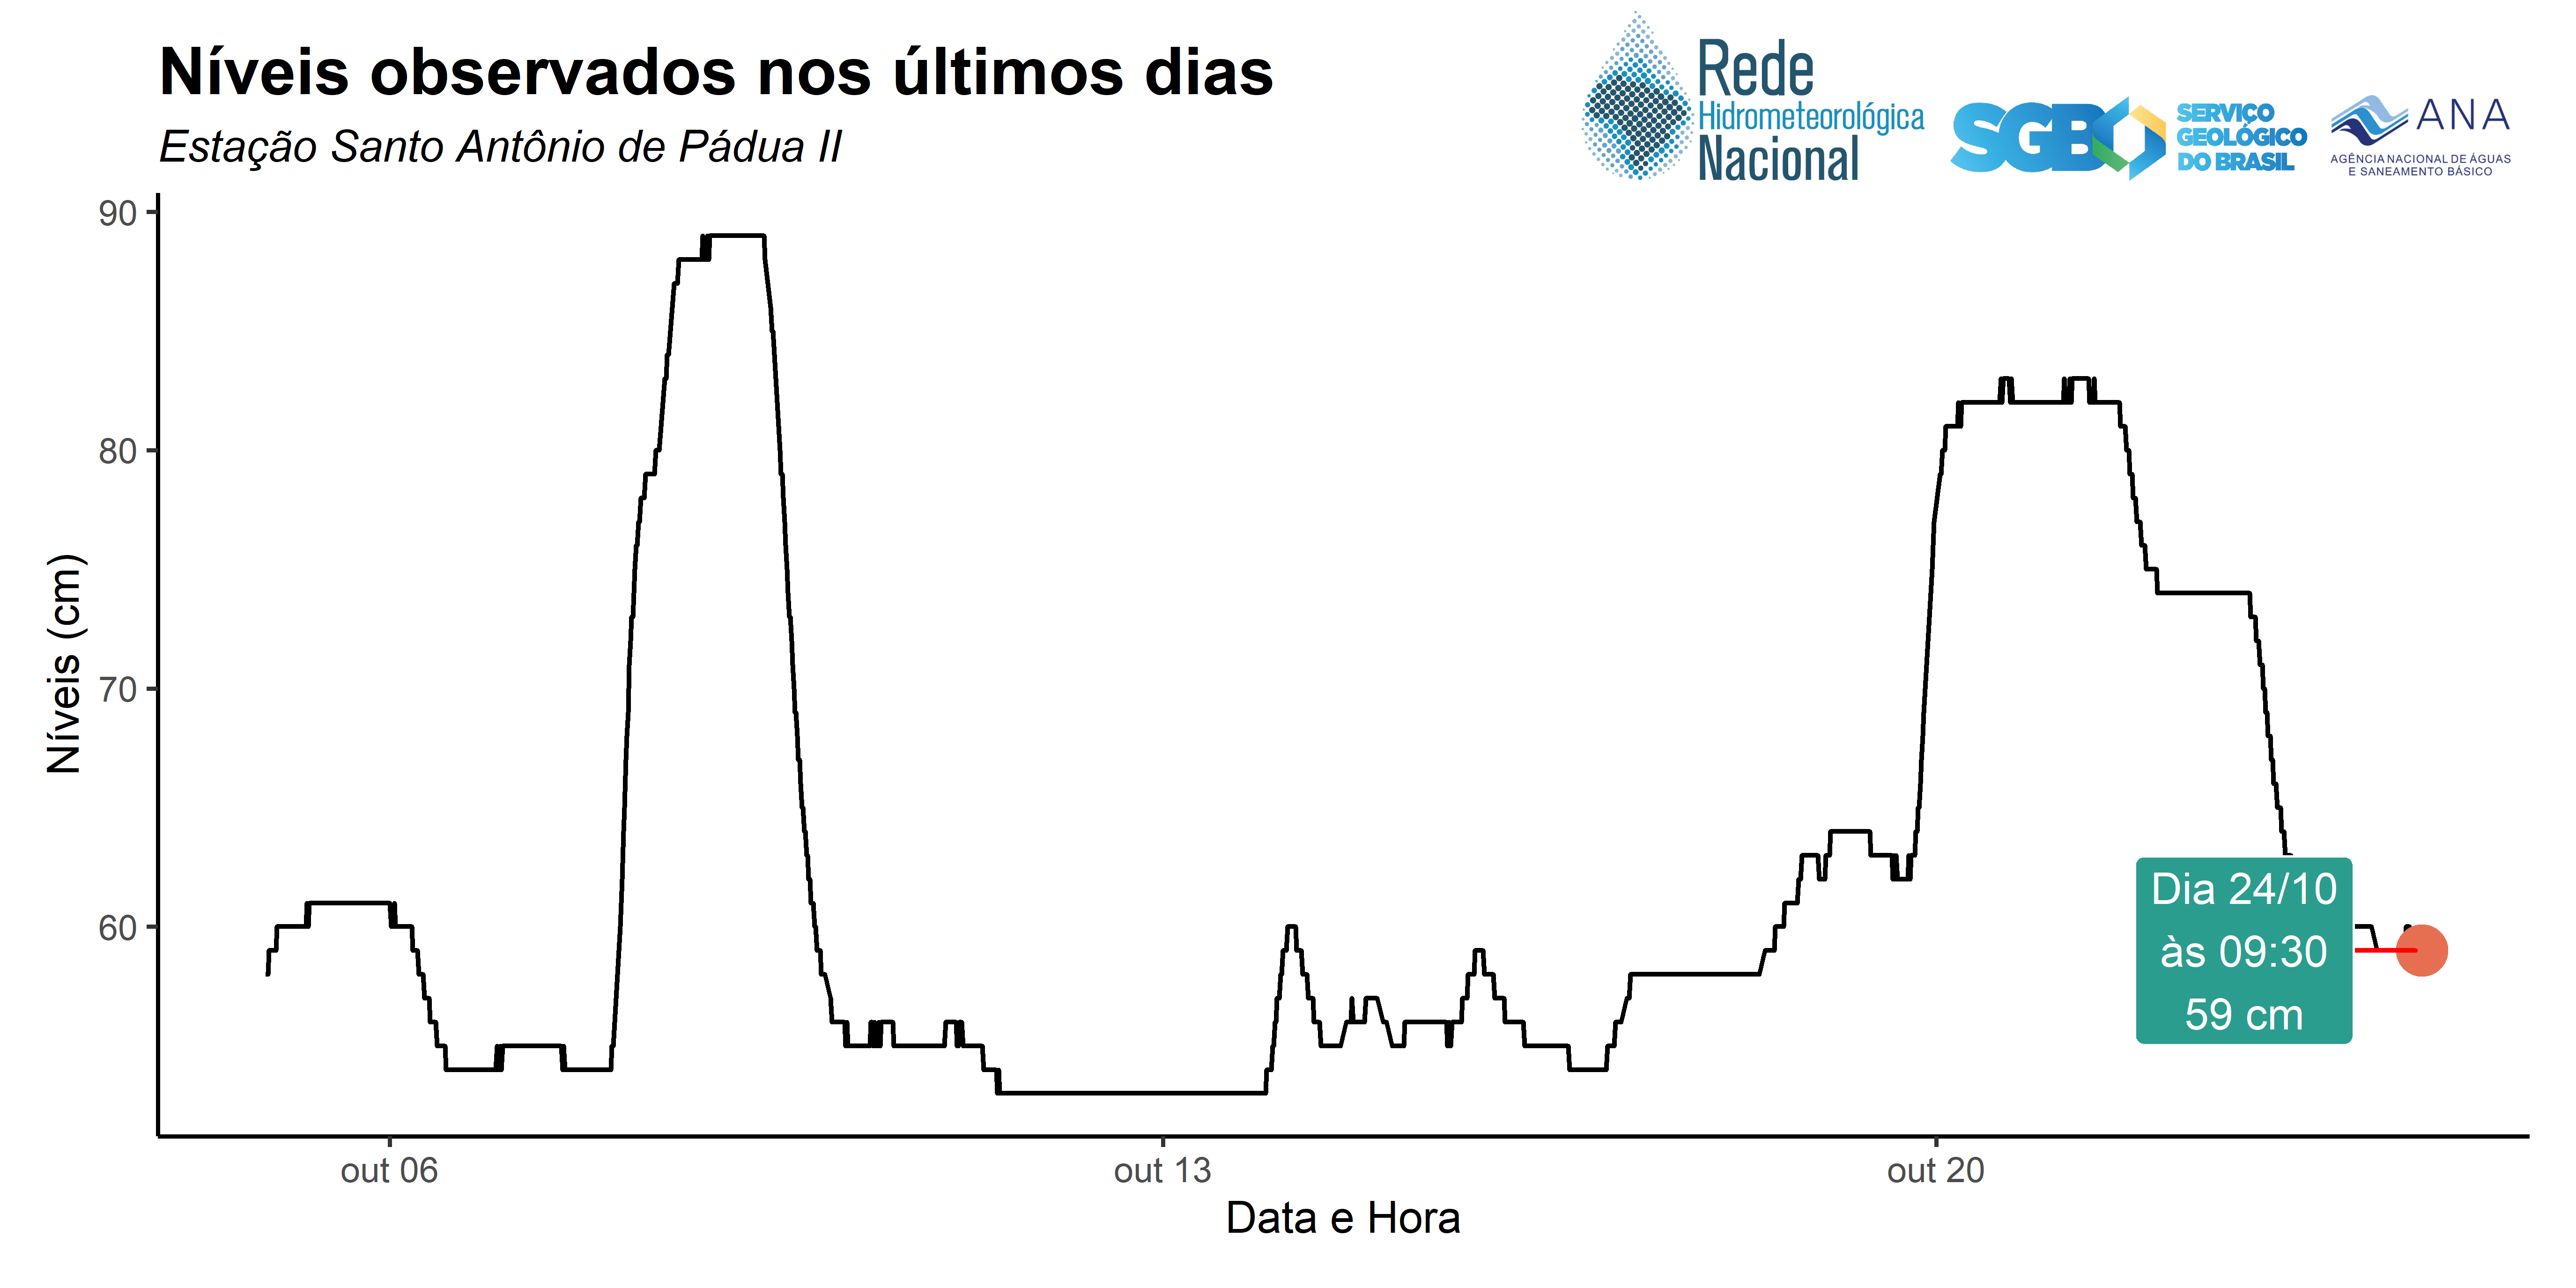 Níveis observados nos últimos dias
Estação Santo Antônio de Pádua II
Rede
Hidrometeorológica
Nacional
SGB
SERVIÇO
GEOLÓGICO
DO BRASIL
ANA
AGÊNCIA NACIONAL DE ÁGUAS
E SANEAMENTO BÁSICO
90
80
70
60
Níveis (cm)
Dia 24/10
às 09:30
59 cm
out 06
out 13
out 20
Data e Hora